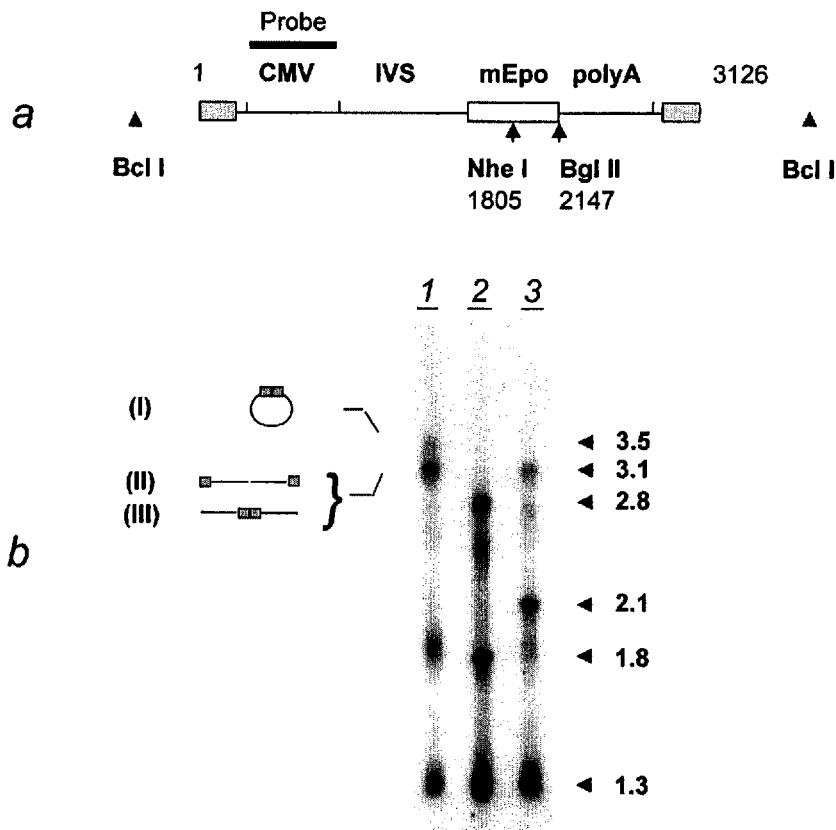 Probe
1 CMV IVS mEpo polyA 3126
a
Bcl I Nhe I Bgl II Bcl I
1805 2147
1 2 3
(I)
3.5
3.1
(II)
2.8
(III)
b
2.1
1.8
1.3